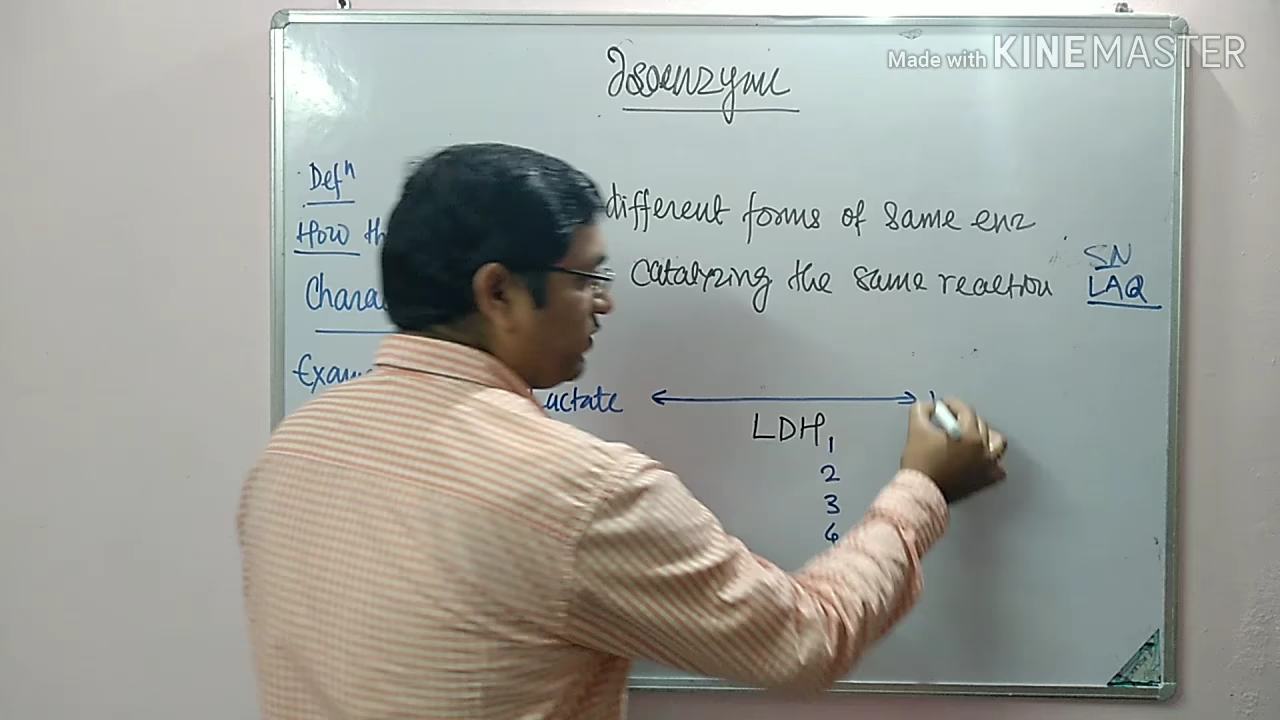 Made with KINEMASTER
Isoenzyme
Defⁿ
different forms of same enz
How th
SN
catalyzing the same reaction
LAQ
Chara
Exam
Lactate
LDH₁
2
3
4